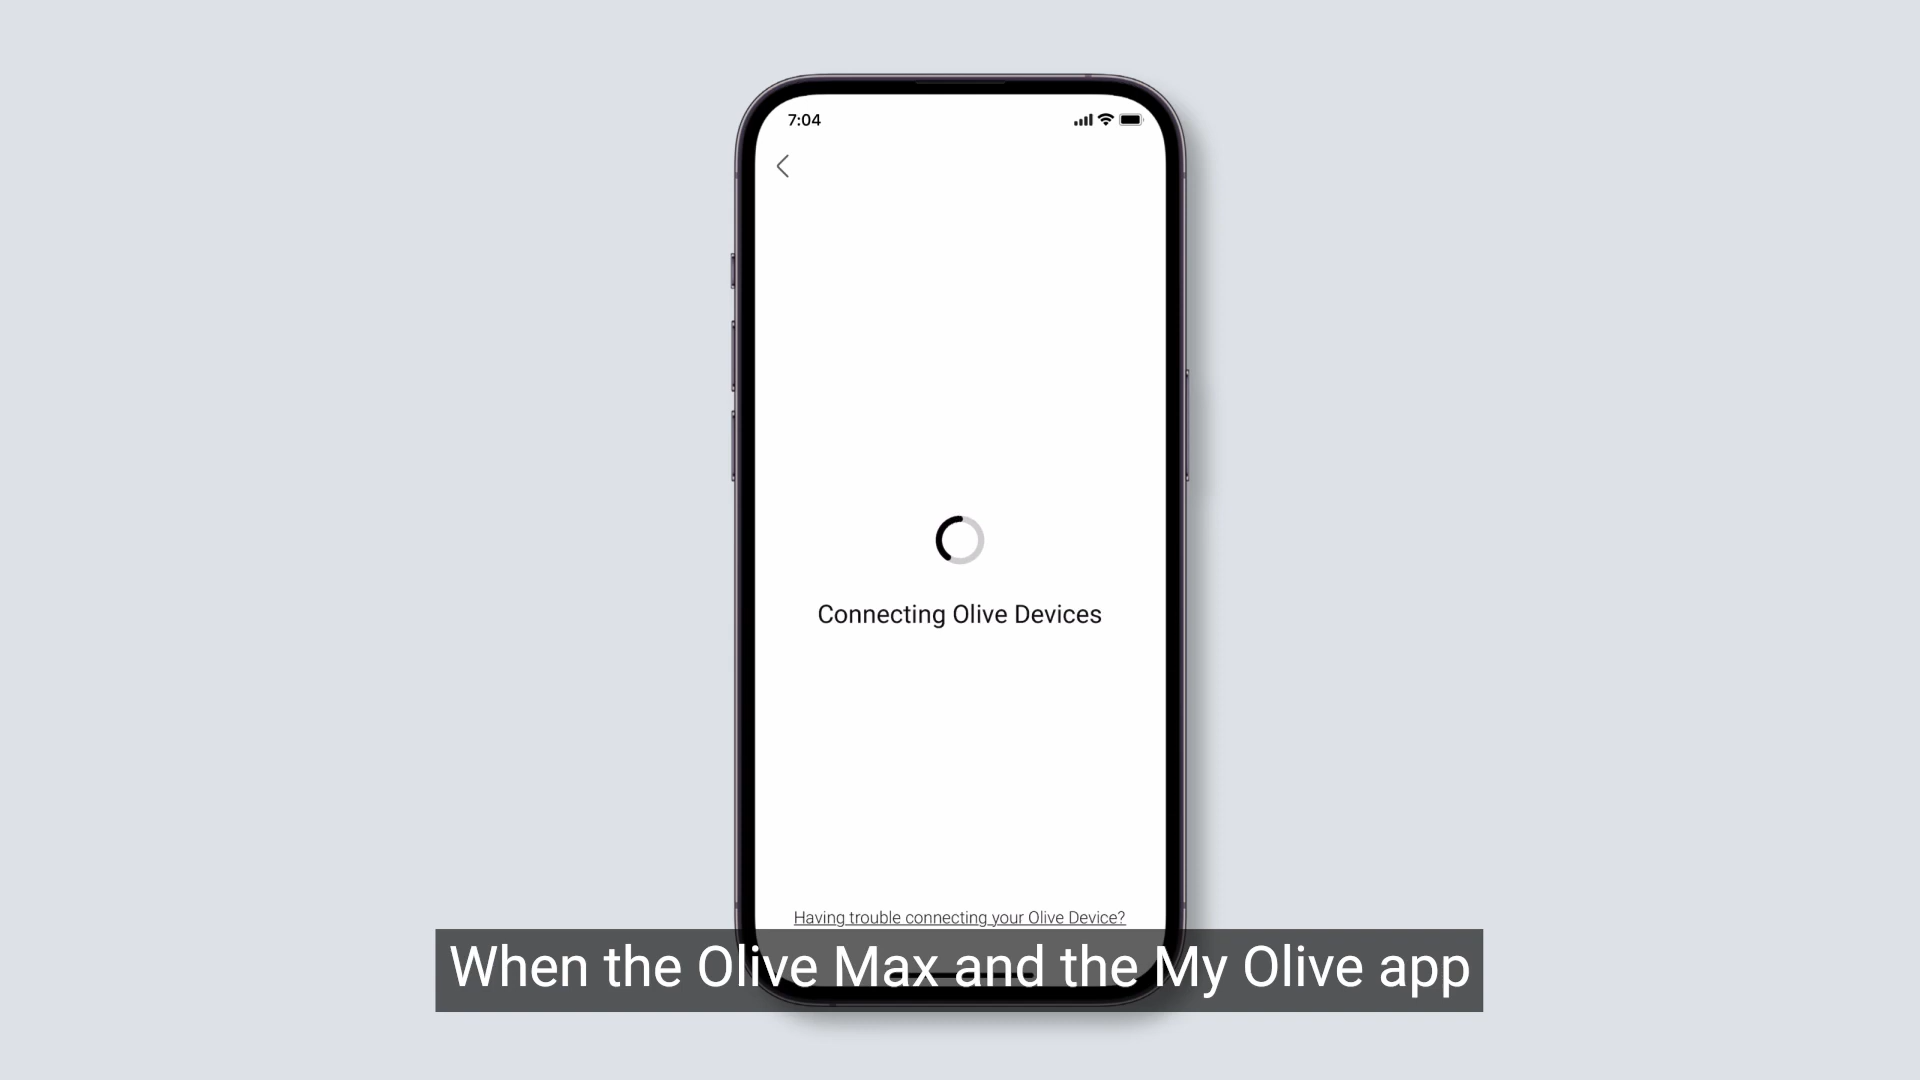 7:04
Connecting Olive Devices
Having trouble connecting your Olive Device?
When the Olive Max and the My Olive app